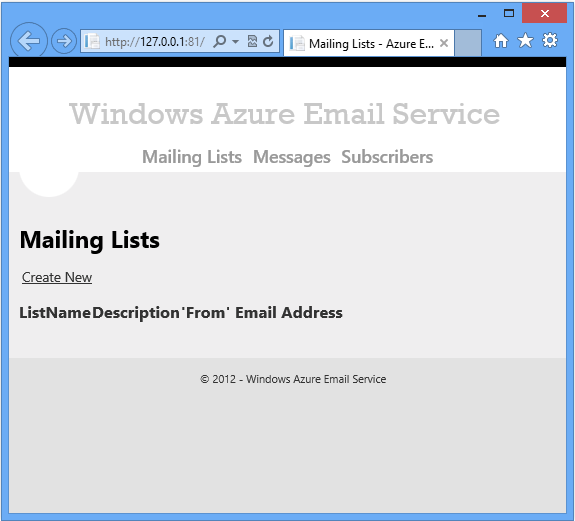 http://127.0.0.1:81/
Mailing Lists - Azure E...
Windows Azure Email Service
Mailing Lists Messages Subscribers
Mailing Lists
Create New
ListName Description 'From' Email Address
© 2012 - Windows Azure Email Service